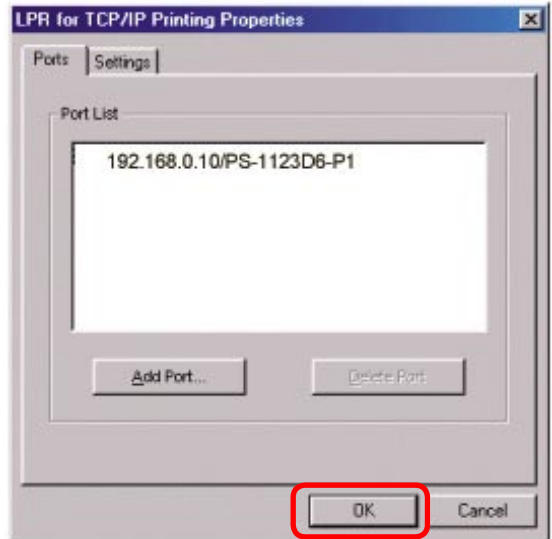 LPR for TCP/IP Printing Properties
Ports
Settings
Port List
192.168.0.10/PS-1123D6-P1
Add Port...
Delete Port
OK
Cancel